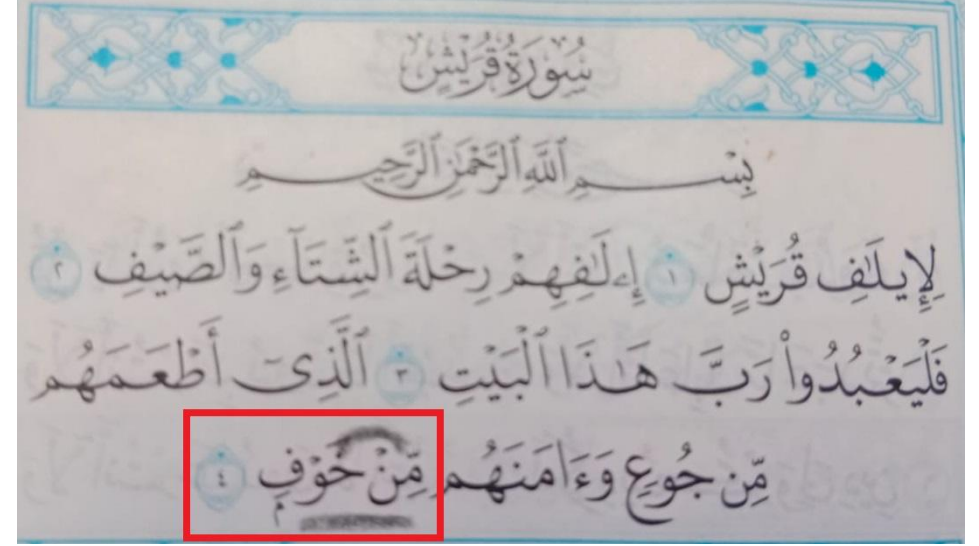 سُورَةُ قُرَيْشٍ
بِسْمِ ٱللَّهِ ٱلرَّحْمَٰنِ ٱلرَّحِيمِ
لِإِيلَٰفِ قُرَيْشٍ ١ إِۦلَٰفِهِمْ رِحْلَةَ ٱلشِّتَآءِ وَٱلصَّيْفِ ٢
فَلْيَعْبُدُوا۟ رَبَّ هَٰذَا ٱلْبَيْتِ ٣ ٱلَّذِىٓ أَطْعَمَهُم
مِّن جُوعٍ وَءَامَنَهُم مِّنْ خَوْفٍۭ ٤